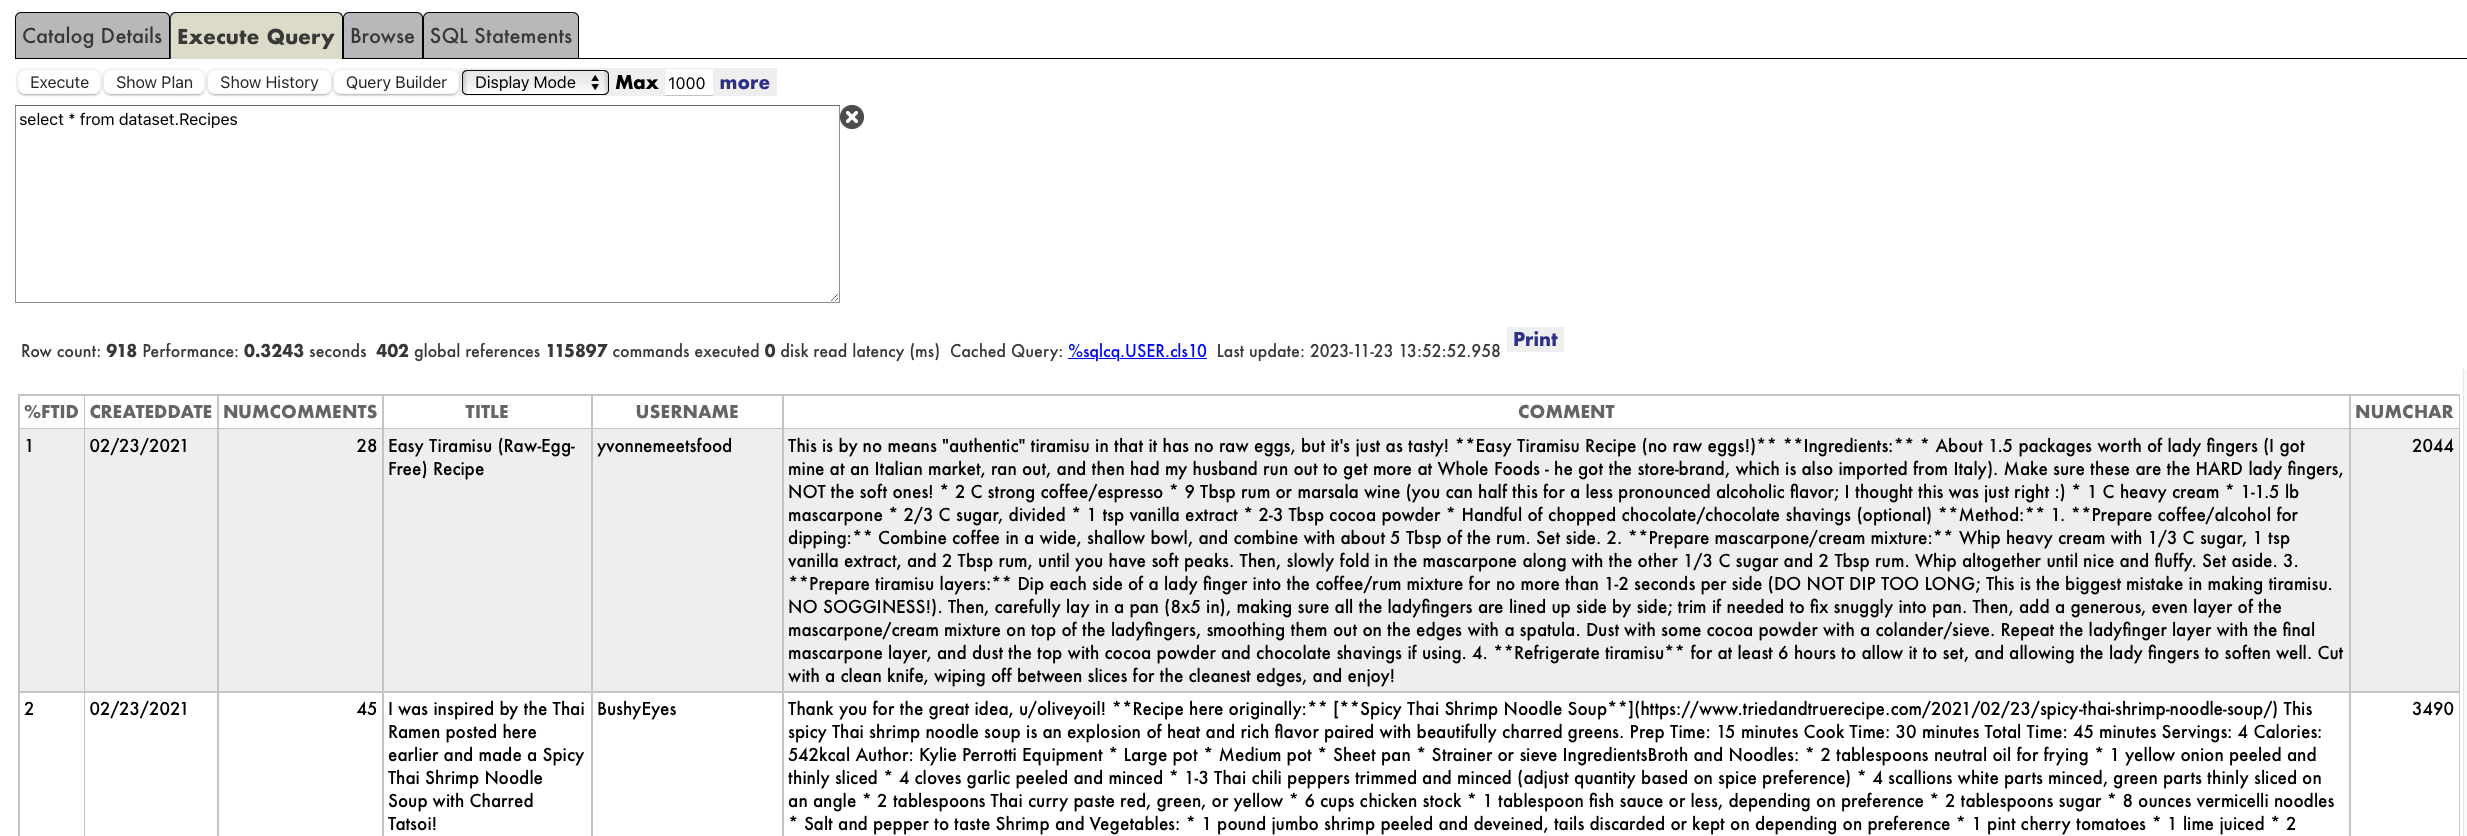 Catalog Details Execute Query Browse SQL Statements
Execute Show Plan Show History Query Builder Display Mode Max 1000 more
select * from dataset.Recipes
Print
Row count: 918 Performance: 0.3243 seconds 402 global references 115897 commands executed 0 disk read latency (ms) Cached Query: %sqlcq.USER.cls10 Last update: 2023-11-23 13:52:52.958
%FTID CREATEDDATE NUMCOMMENTS TITLE USERNAME COMMENT NUMCHAR
1 02/23/2021 28 Easy Tiramisu (Raw-Egg- yvonnemeetsfood This is by no means "authentic" tiramisu in that it has no raw eggs, but it's just as tasty! **Easy Tiramisu Recipe (no raw eggs!)** **Ingredients:** * About 1.5 packages worth of lady fingers (I got 2044
Free) Recipe mine at an Italian market, ran out, and then had my husband run out to get more at Whole Foods - he got the store-brand, which is also imported from Italy). Make sure these are the HARD lady fingers,
NOT the soft ones! * 2 C strong coffee/espresso * 9 Tbsp rum or marsala wine (you can half this for a less pronounced alcoholic flavor; I thought this was just right :) * 1 C heavy cream * 1-1.5 lb
mascarpone * 2/3 C sugar, divided * 1 tsp vanilla extract * 2-3 Tbsp cocoa powder * Handful of chopped chocolate/chocolate shavings (optional) **Method:** 1. **Prepare coffee/alcohol for
dipping:** Combine coffee in a wide, shallow bowl, and combine with about 5 Tbsp of the rum. Set side. 2. **Prepare mascarpone/cream mixture:** Whip heavy cream with 1/3 C sugar, 1 tsp
vanilla extract, and 2 Tbsp rum, until you have soft peaks. Then, slowly fold in the mascarpone along with the other 1/3 C sugar and 2 Tbsp rum. Whip altogether until nice and fluffy. Set aside. 3.
**Prepare tiramisu layers:** Dip each side of a lady finger into the coffee/rum mixture for no more than 1-2 seconds per side (DO NOT DIP TOO LONG; This is the biggest mistake in making tiramisu.
NO SOGGINESS!). Then, carefully lay in a pan (8x5 in), making sure all the ladyfingers are lined up side by side; trim if needed to fix snuggly into pan. Then, add a generous, even layer of the
mascarpone/cream mixture on top of the ladyfingers, smoothing them out on the edges with a spatula. Dust with some cocoa powder with a colander/sieve. Repeat the ladyfinger layer with the final
mascarpone layer, and dust the top with cocoa powder and chocolate shavings if using. 4. **Refrigerate tiramisu** for at least 6 hours to allow it to set, and allowing the lady fingers to soften well. Cut
with a clean knife, wiping off between slices for the cleanest edges, and enjoy!
2 02/23/2021 45 I was inspired by the Thai BushyEyes Thank you for the great idea, u/oliveyoil! **Recipe here originally:** [**Spicy Thai Shrimp Noodle Soup**](https://www.triedandtruerecipe.com/2021/02/23/spicy-thai-shrimp-noodle-soup/) This 3490
Ramen posted here spicy Thai shrimp noodle soup is an explosion of heat and rich flavor paired with beautifully charred greens. Prep Time: 15 minutes Cook Time: 30 minutes Total Time: 45 minutes Servings: 4 Calories:
earlier and made a Spicy 542kcal Author: Kylie Perrotti Equipment * Large pot * Medium pot * Sheet pan * Strainer or sieve IngredientsBroth and Noodles: * 2 tablespoons neutral oil for frying * 1 yellow onion peeled and
Thai Shrimp Noodle thinly sliced * 4 cloves garlic peeled and minced * 1-3 Thai chili peppers trimmed and minced (adjust quantity based on spice preference) * 4 scallions white parts minced, green parts thinly sliced on
Soup with Charred an angle * 2 tablespoons Thai curry paste red, green, or yellow * 6 cups chicken stock * 1 tablespoon fish sauce or less, depending on preference * 2 tablespoons sugar * 8 ounces vermicelli noodles
Tatsoi! * Salt and pepper to taste Shrimp and Vegetables: * 1 pound jumbo shrimp peeled and deveined, tails discarded or kept on depending on preference * 1 pint cherry tomatoes * 1 lime juiced * 2